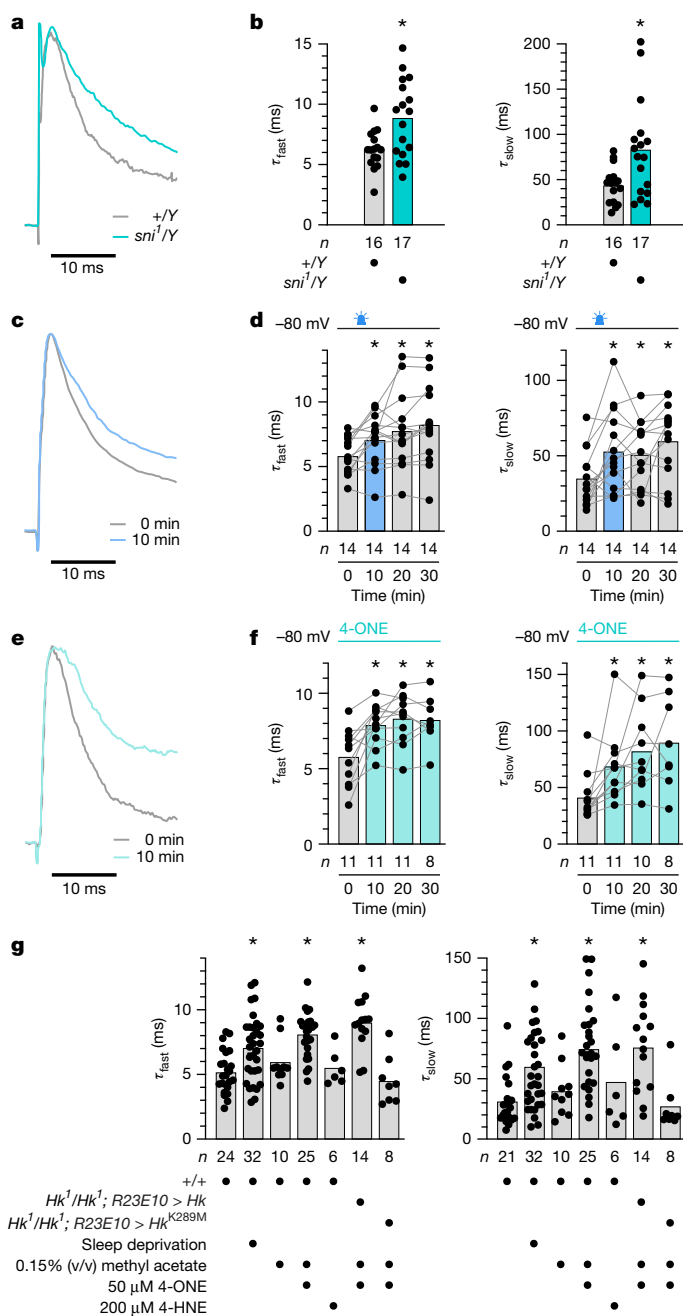 a
+/Y
sni¹/Y
10 ms
b
15
10
5
0
τfast (ms)
*
n 16 17
+/Y
sni¹/Y
200
150
100
50
0
τslow (ms)
*
n 16 17
c
0 min
10 min
10 ms
d
–80 mV
15
10
5
0
τfast (ms)
* * *
n 14 14 14 14
0 10 20 30
Time (min)
150
100
50
0
τslow (ms)
* * *
n 14 14 14 14
0 10 20 30
Time (min)
e
0 min
10 min
10 ms
f
–80 mV 4-ONE
15
10
5
0
τfast (ms)
* * *
n 11 11 11 8
0 10 20 30
Time (min)
–80 mV 4-ONE
150
100
50
0
τslow (ms)
* * *
n 11 11 10 8
0 10 20 30
Time (min)
g
15
10
5
0
τfast (ms)
* * *
n 24 32 10 25 6 14 8
150
100
50
0
τslow (ms)
* * *
n 21 32 10 25 6 14 8
+/+
Hk¹/Hk¹; R23E10 > Hk
Hk¹/Hk¹; R23E10 > Hkᴷ²⁸⁹ᴹ
Sleep deprivation
0.15% (v/v) methyl acetate
50 μM 4-ONE
200 μM 4-HNE